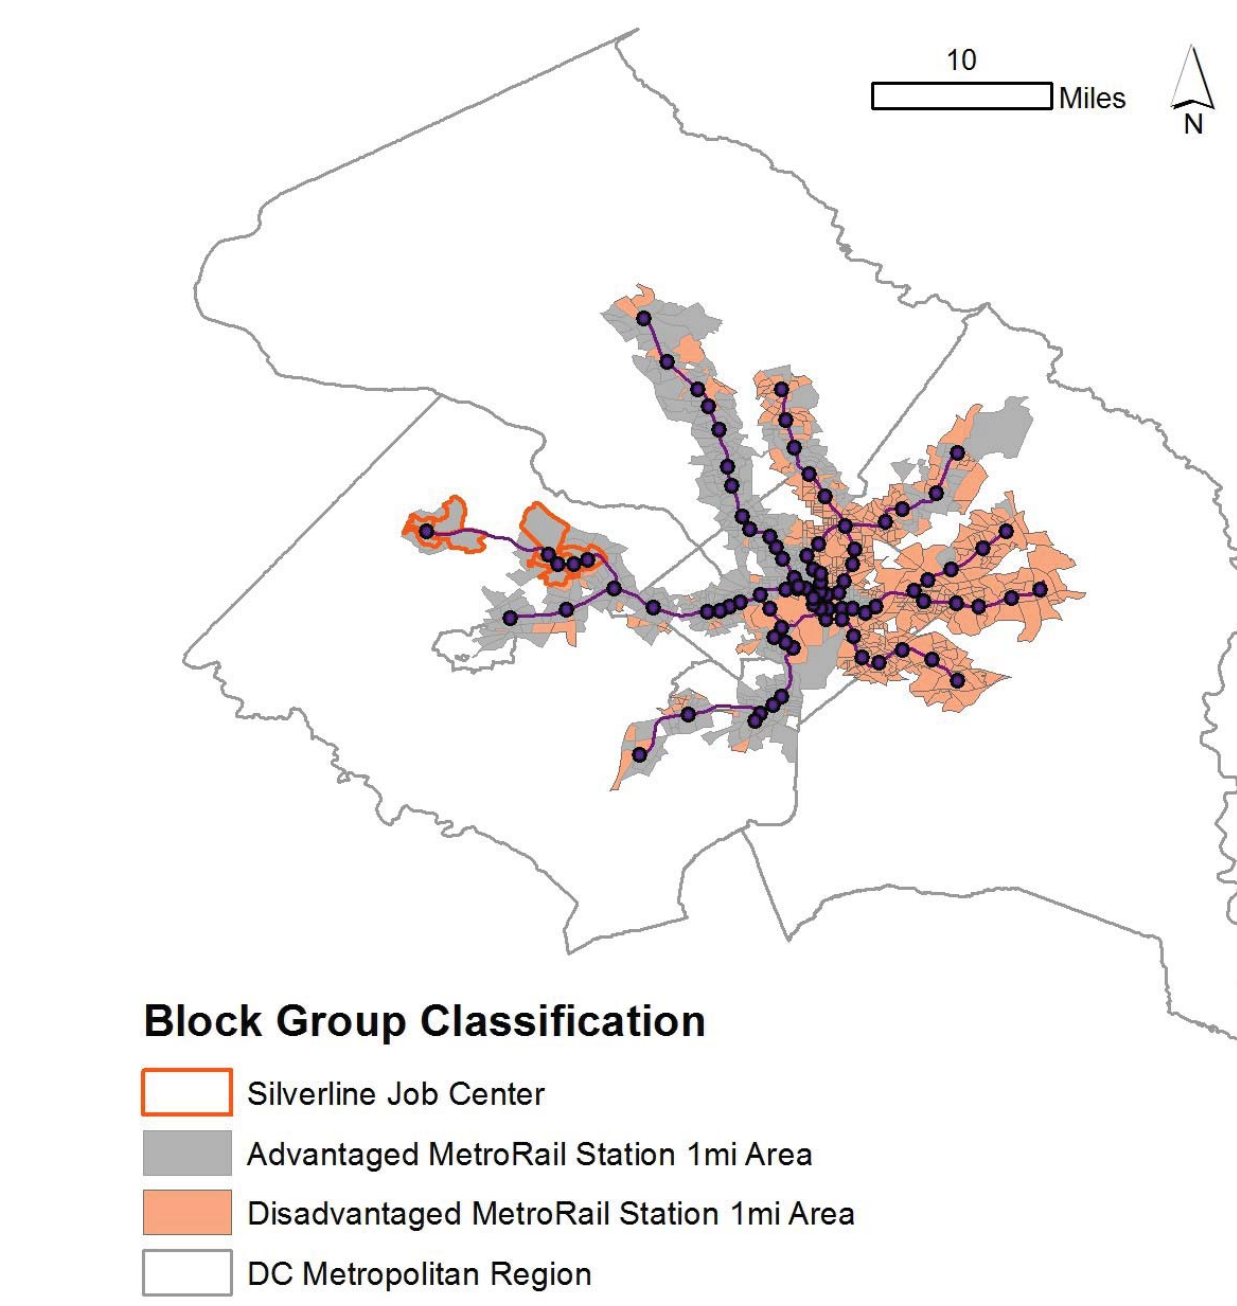 10
Miles
N
Block Group Classification
Silverline Job Center
Advantaged MetroRail Station 1mi Area
Disadvantaged MetroRail Station 1mi Area
DC Metropolitan Region